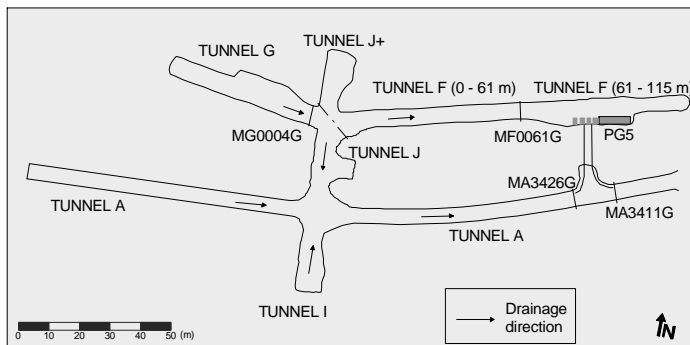 TUNNEL J+
TUNNEL G
TUNNEL F (0 - 61 m)
TUNNEL F (61 - 115 m)
MG0004G
MF0061G
PG5
TUNNEL J
MA3426G
TUNNEL A
MA3411G
TUNNEL A
TUNNEL I
Drainage
direction
0 10 20 30 40 50 (m)
N